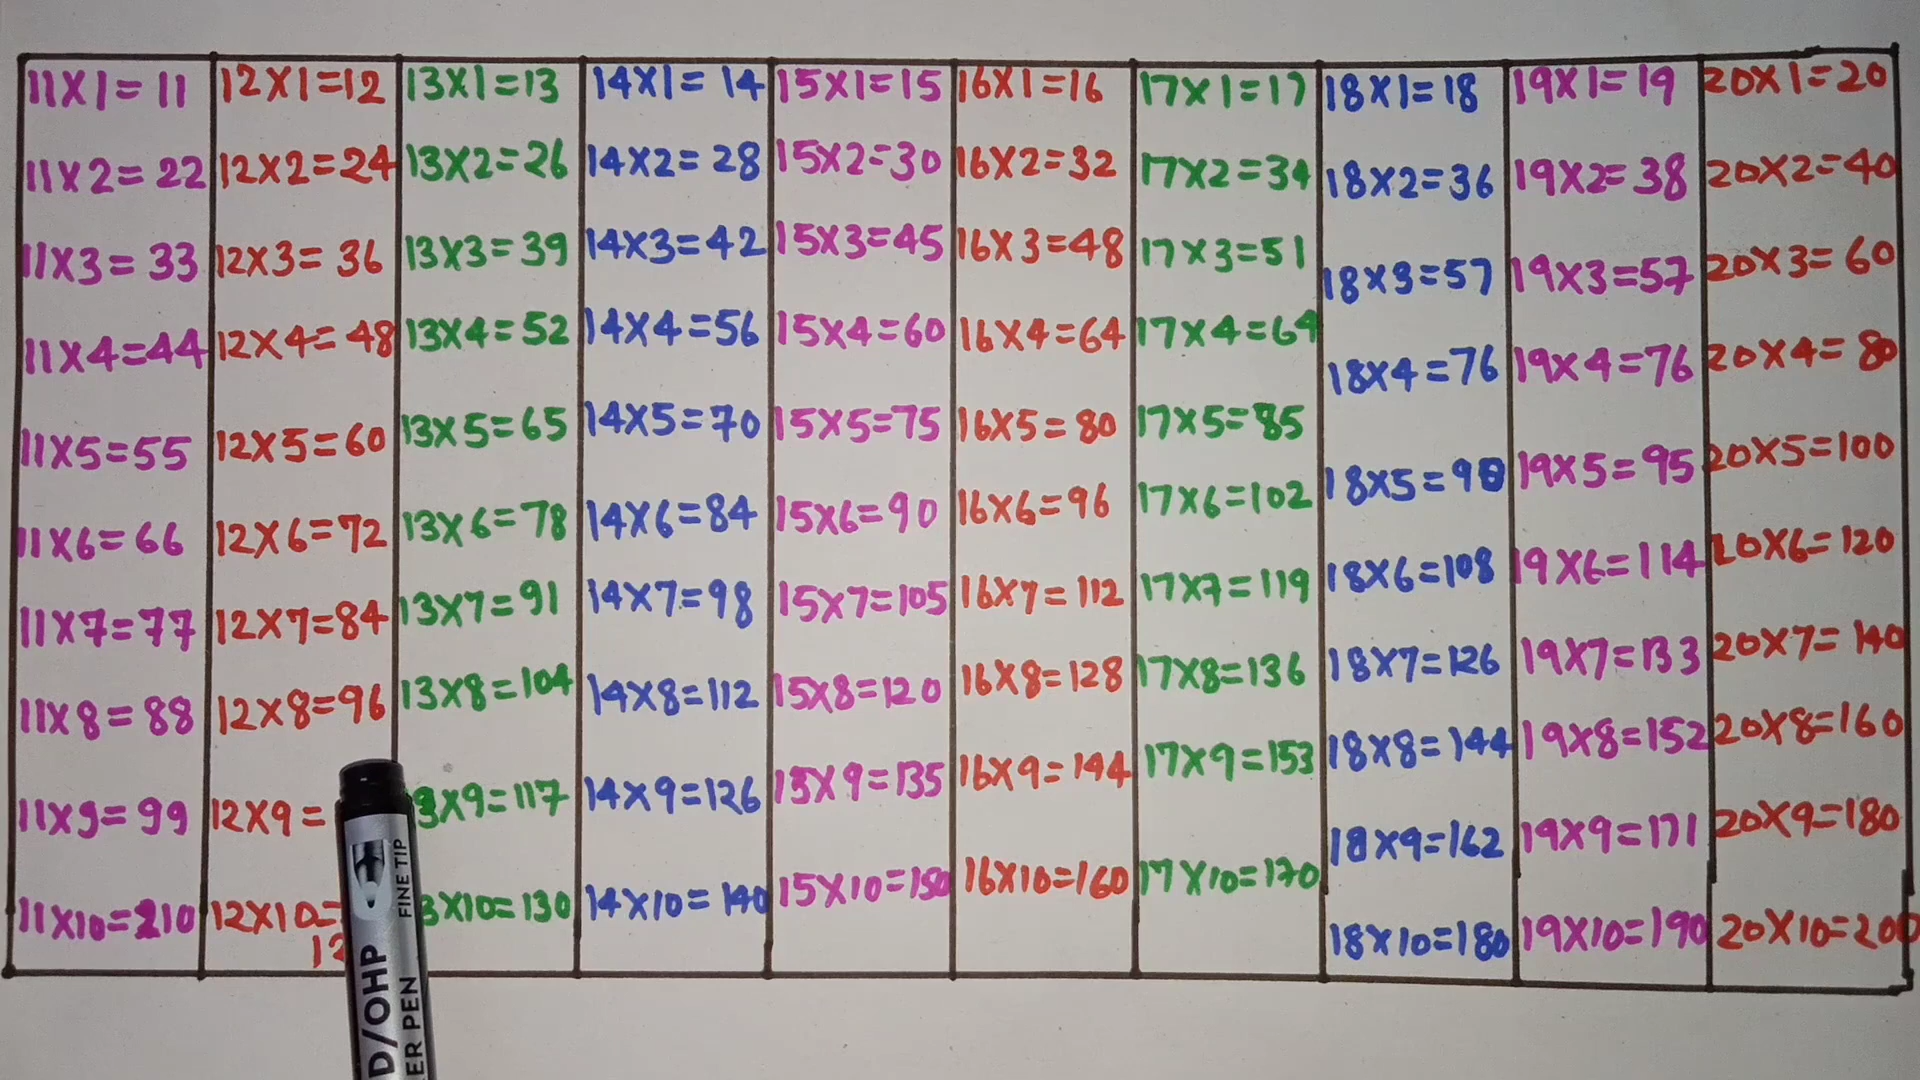 11X1=11
11X2=22
11X3=33
11X4=44
11X5=55
11X6=66
11X7=77
11X8=88
11X9=99
11X10=210
12X1=12
12X2=24
12X3=36
12X4=48
12X5=60
12X6=72
12X7=84
12X8=96
12X9=
12X10=
12
13X1=13
13X2=26
13X3=39
13X4=52
13X5=65
13X6=78
13X7=91
13X8=104
3X9=117
3X10=130
14X1=14
14X2=28
14X3=42
14X4=56
14X5=70
14X6=84
14X7=98
14X8=112
14X9=126
14X10=140
15X1=15
15X2=30
15X3=45
15X4=60
15X5=75
15X6=90
15X7=105
15X8=120
15X9=135
15X10=150
16X1=16
16X2=32
16X3=48
16X4=64
16X5=80
16X6=96
16X7=112
16X8=128
16X9=144
16X10=160
17X1=17
17X2=34
17X3=51
17X4=64
17X5=85
17X6=102
17X7=119
17X8=136
17X9=153
17X10=170
18X1=18
18X2=36
18X3=57
18X4=76
18X5=90
18X6=108
18X7=126
18X8=144
18X9=162
18X10=180
19X1=19
19X2=38
19X3=57
19X4=76
19X5=95
19X6=114
19X7=133
19X8=152
19X9=171
19X10=190
20X1=20
20X2=40
20X3=60
20X4=80
20X5=100
20X6=120
20X7=140
20X8=160
20X9=180
20X10=200
D/OHP
ER PEN
FINE TIP